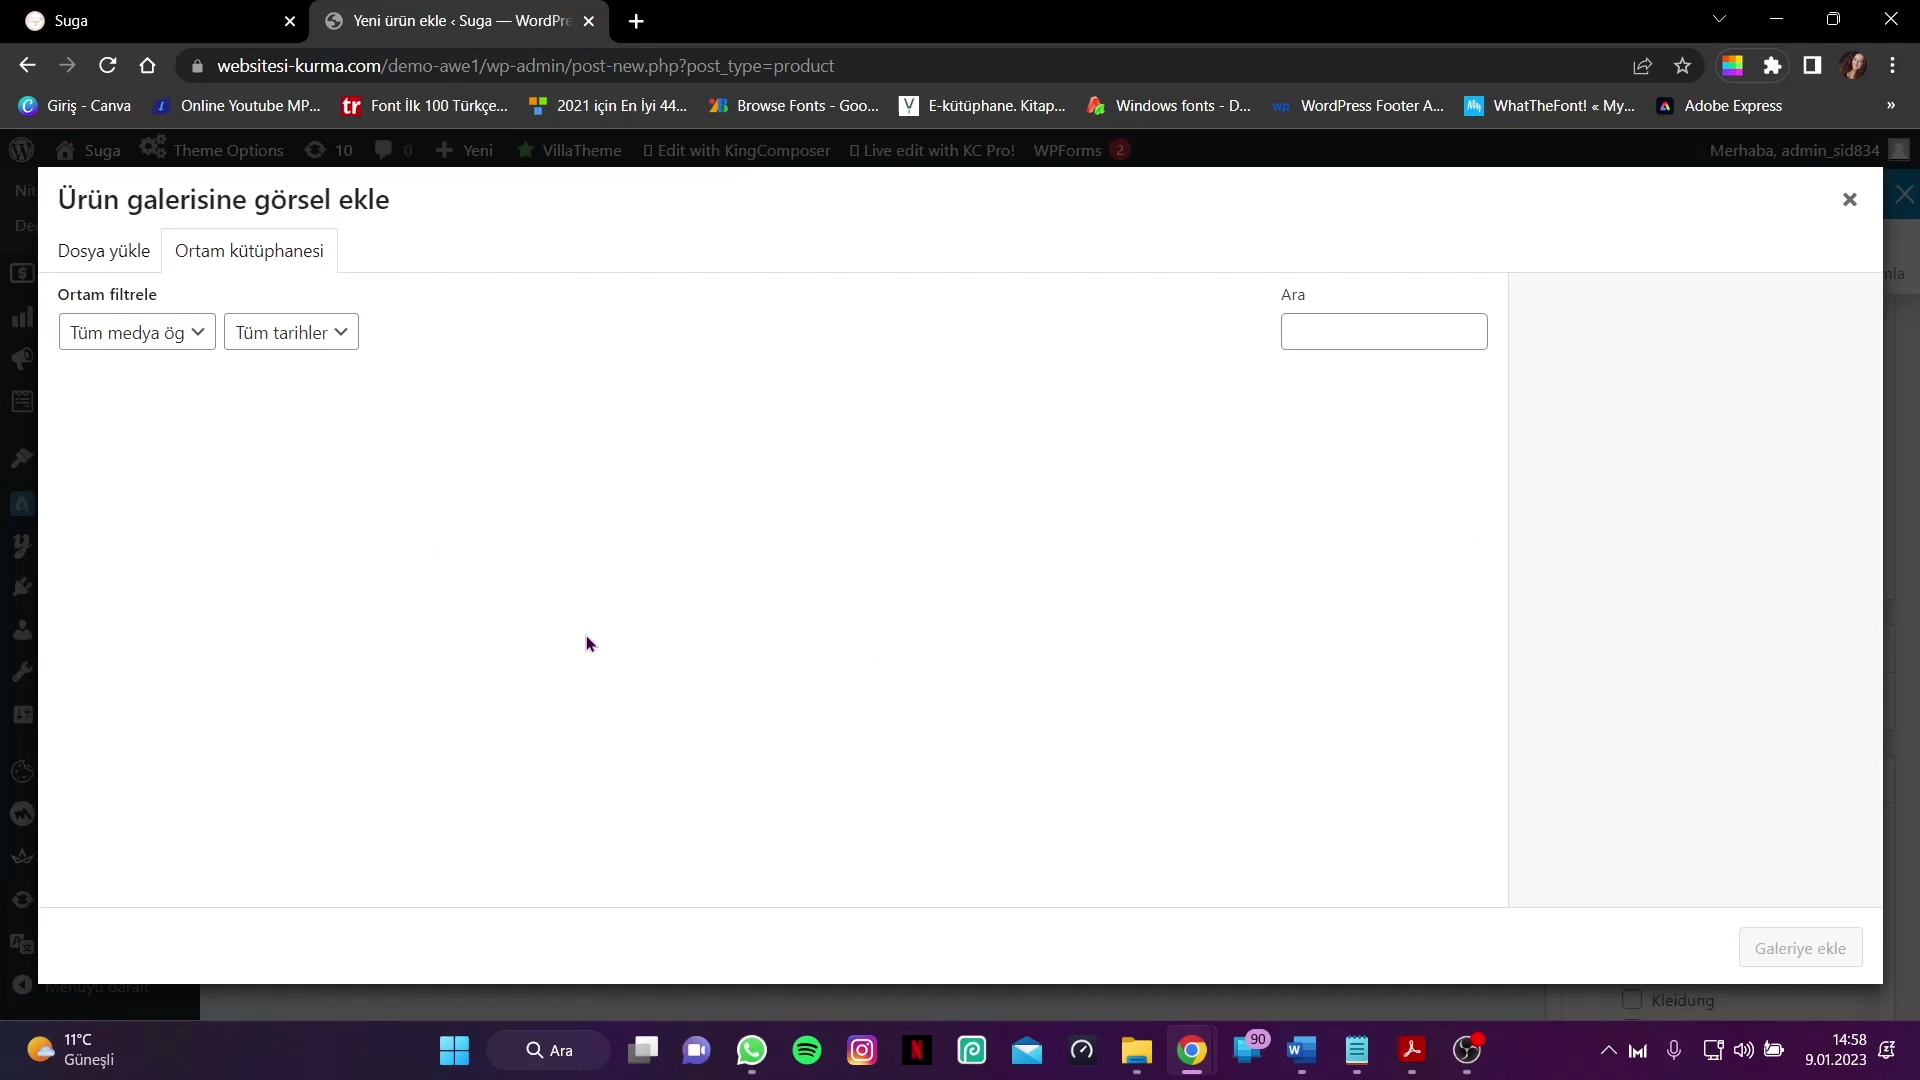 Suga
Yeni ürün ekle ‹ Suga — WordPre
websitesi-kurma.com/demo-awe1/wp-admin/post-new.php?post_type=product
Giriş - Canva
Online Youtube MP...
Font İlk 100 Türkçe...
2021 için En İyi 44...
Browse Fonts - Goo...
E-kütüphane. Kitap...
Windows fonts - D...
WordPress Footer A...
WhatTheFont! « My...
Adobe Express
»
Suga
Theme Options
10
0
Yeni
VillaTheme
Edit with KingComposer
Live edit with KC Pro!
WPForms 2
Merhaba, admin_sid834
Ürün galerisine görsel ekle
Dosya yükle
Ortam kütüphanesi
Ortam filtrele
Ara
Tüm medya ög
Tüm tarihler
Galeriye ekle
Menüyü daralt
Kleidung
11°C
Güneşli
Ara
90
14:58
9.01.2023